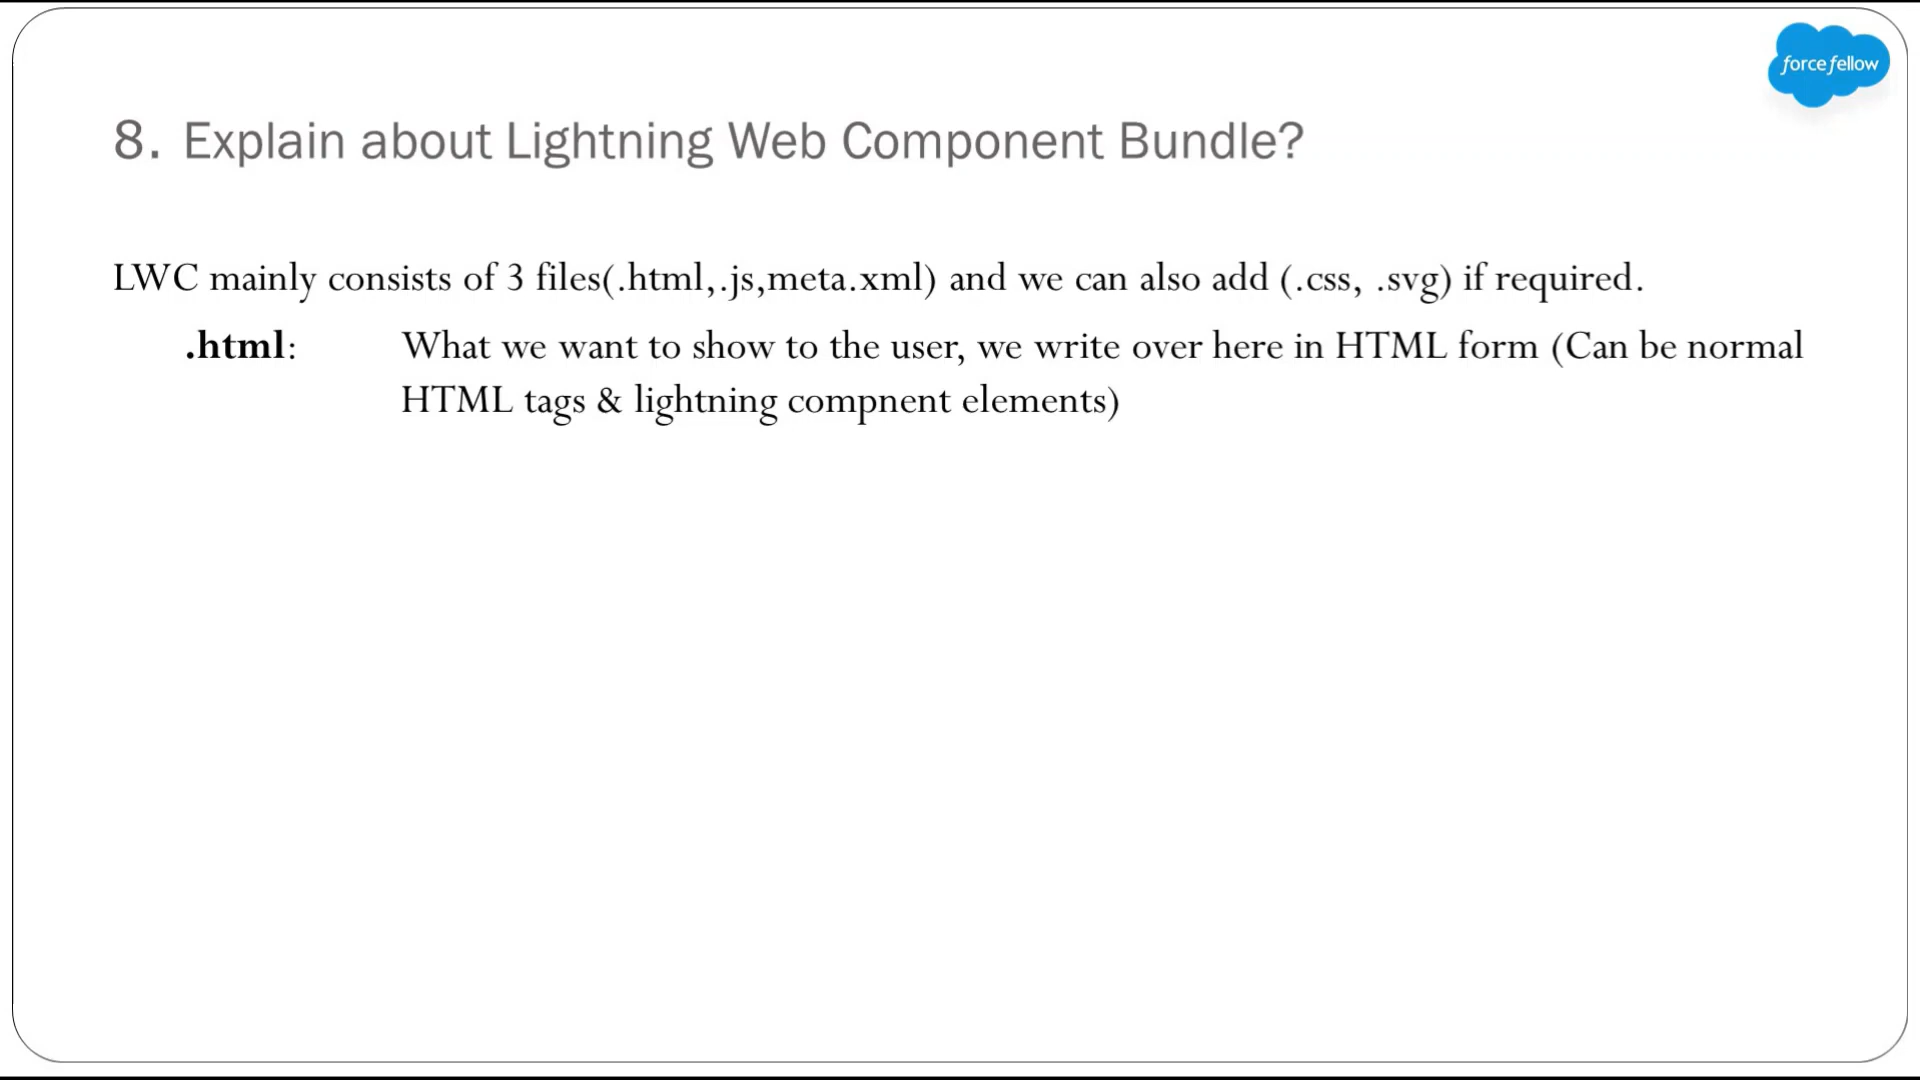 forcefellow
8. Explain about Lightning Web Component Bundle?
LWC mainly consists of 3 files(.html,.js,meta.xml) and we can also add (.css, .svg) if required.
.html: What we want to show to the user, we write over here in HTML form (Can be normal
HTML tags & lightning compnent elements)